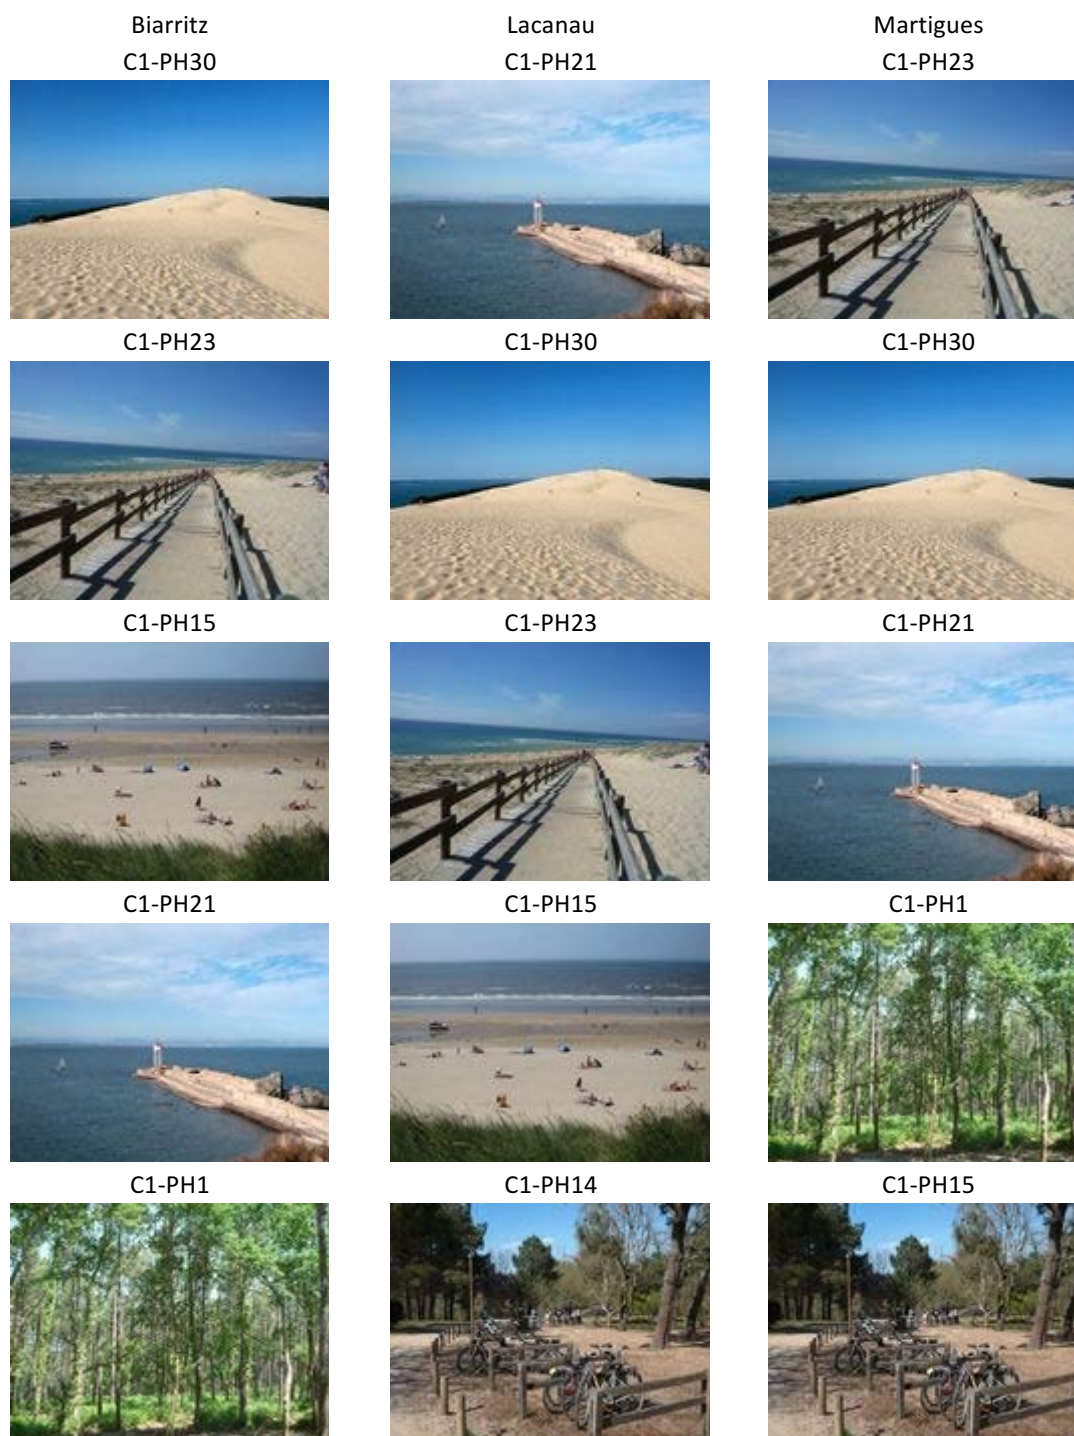 Biarritz Lacanau Martigues
C1-PH30 C1-PH21 C1-PH23
C1-PH23 C1-PH30 C1-PH30
C1-PH15 C1-PH23 C1-PH21
C1-PH21 C1-PH15 C1-PH1
C1-PH1 C1-PH14 C1-PH15